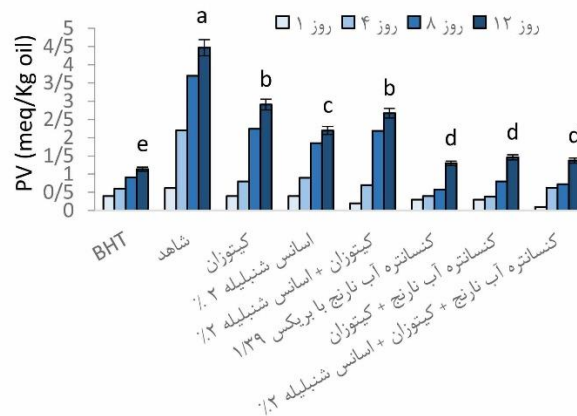 روز ۱ روز ۴ روز ۸ روز ۱۲
PV (meq/Kg oil)
5
4/5
4
3/5
3
2/5
2
1/5
1
0/5
0
e
a
b
c
b
d
d
d
BHT
شاهد
کیتوزان
اسانس شنبلیله ۲٪
کیتوزان + اسانس شنبلیله ۲٪
کنسانتره آب نارنج با بریکس ۱/۳۹
کنسانتره آب نارنج + کیتوزان
کنسانتره آب نارنج + کیتوزان + اسانس شنبلیله ۲٪